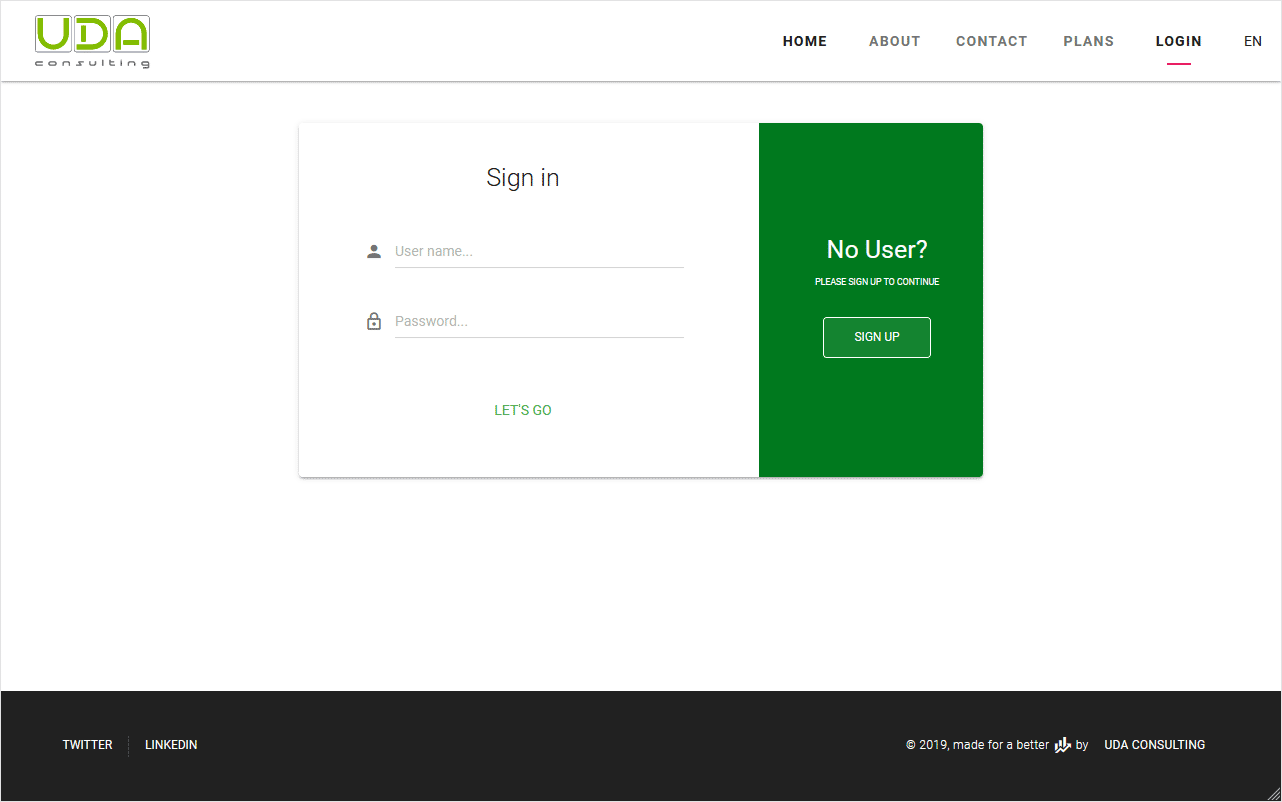 UDA
consulting
HOME ABOUT CONTACT PLANS LOGIN EN
Sign in
User name...
Password...
LET'S GO
No User?
PLEASE SIGN UP TO CONTINUE
SIGN UP
TWITTER LINKEDIN
© 2019, made for a better by UDA CONSULTING